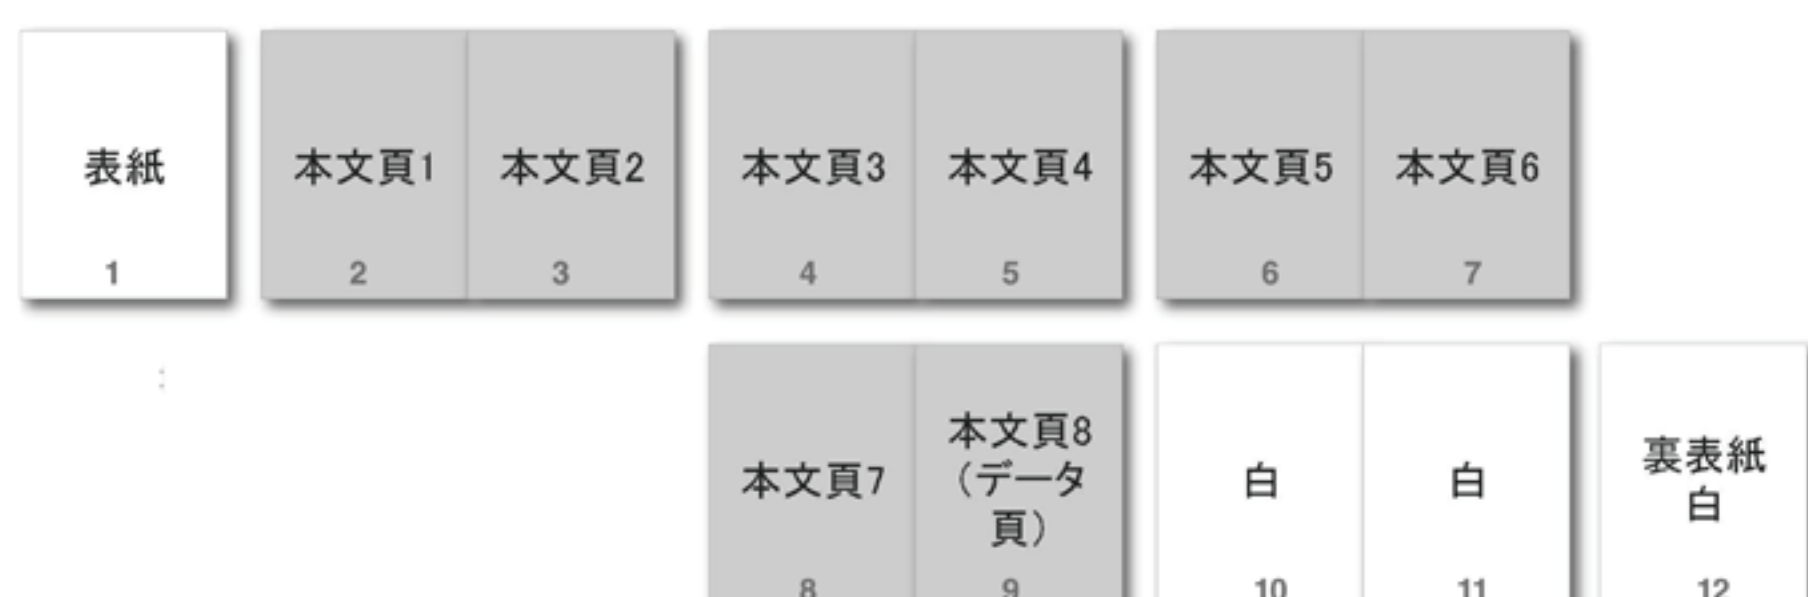 表紙
本文頁1
本文頁2
本文頁3
本文頁4
本文頁5
本文頁6
1
2
3
4
5
6
7
:
本文頁7
本文頁8
（データ
頁）
白
白
裏表紙
白
8
9
10
11
12